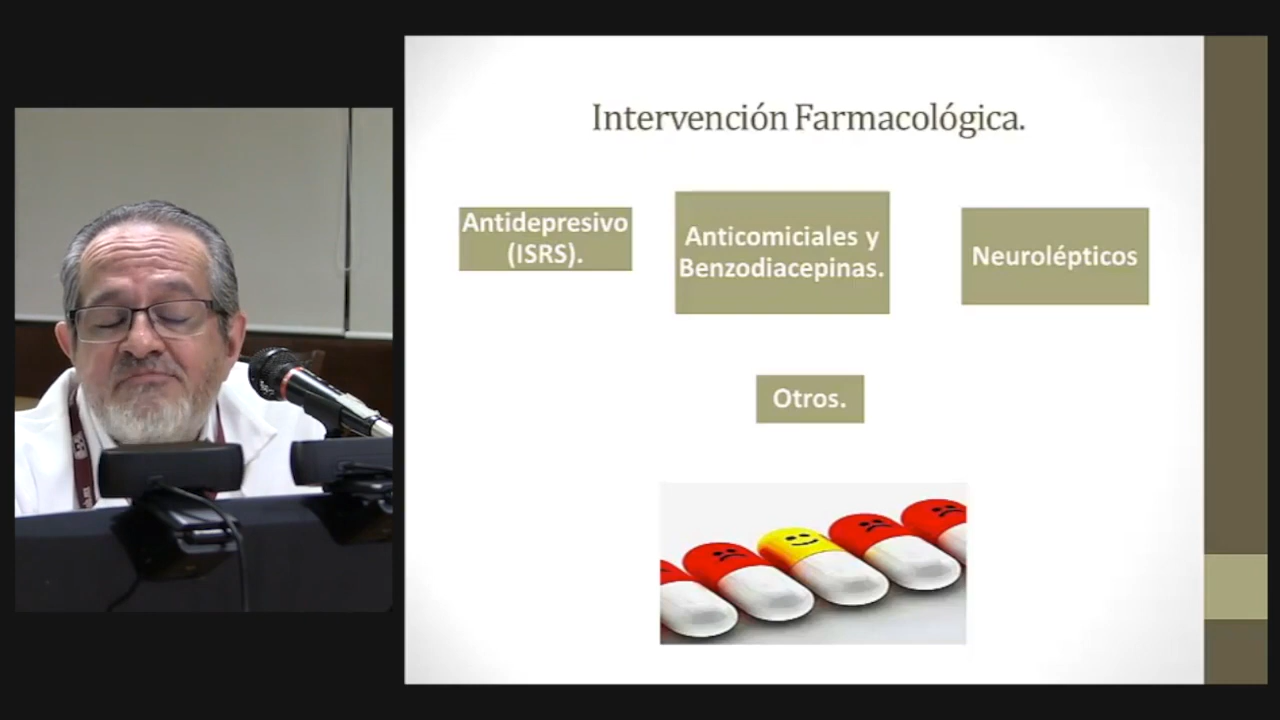 Intervención Farmacológica.
Antidepresivo
(ISRS).
Anticomiciales y
Benzodiacepinas.
Neurolépticos
Otros.